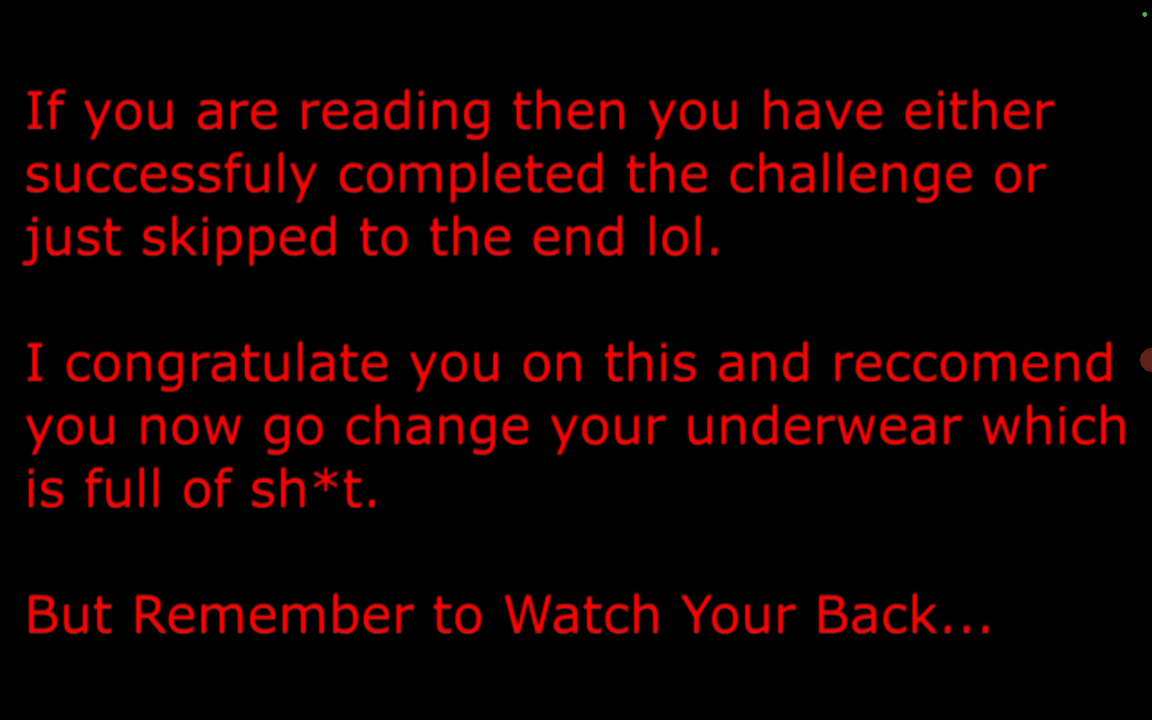 If you are reading then you have either
successfuly completed the challenge or
just skipped to the end lol.
I congratulate you on this and reccomend
you now go change your underwear which
is full of sh*t.
But Remember to Watch Your Back...